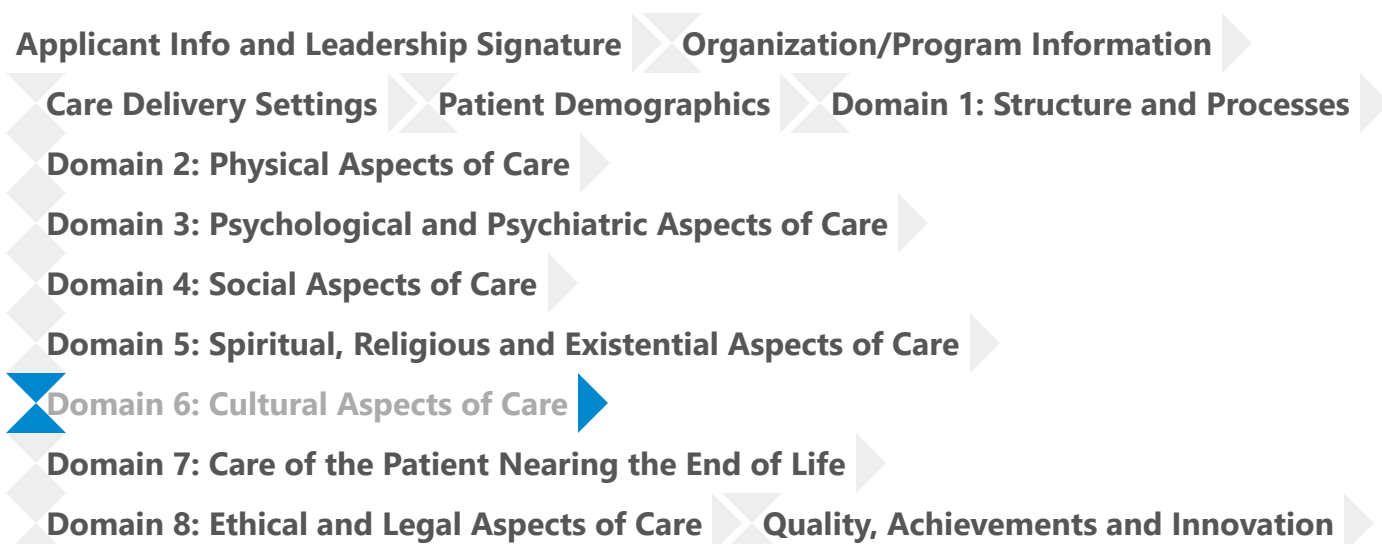 Applicant Info and Leadership Signature Organization/Program Information
Care Delivery Settings Patient Demographics Domain 1: Structure and Processes
Domain 2: Physical Aspects of Care
Domain 3: Psychological and Psychiatric Aspects of Care
Domain 4: Social Aspects of Care
Domain 5: Spiritual, Religious and Existential Aspects of Care
Domain 6: Cultural Aspects of Care
Domain 7: Care of the Patient Nearing the End of Life
Domain 8: Ethical and Legal Aspects of Care Quality, Achievements and Innovation